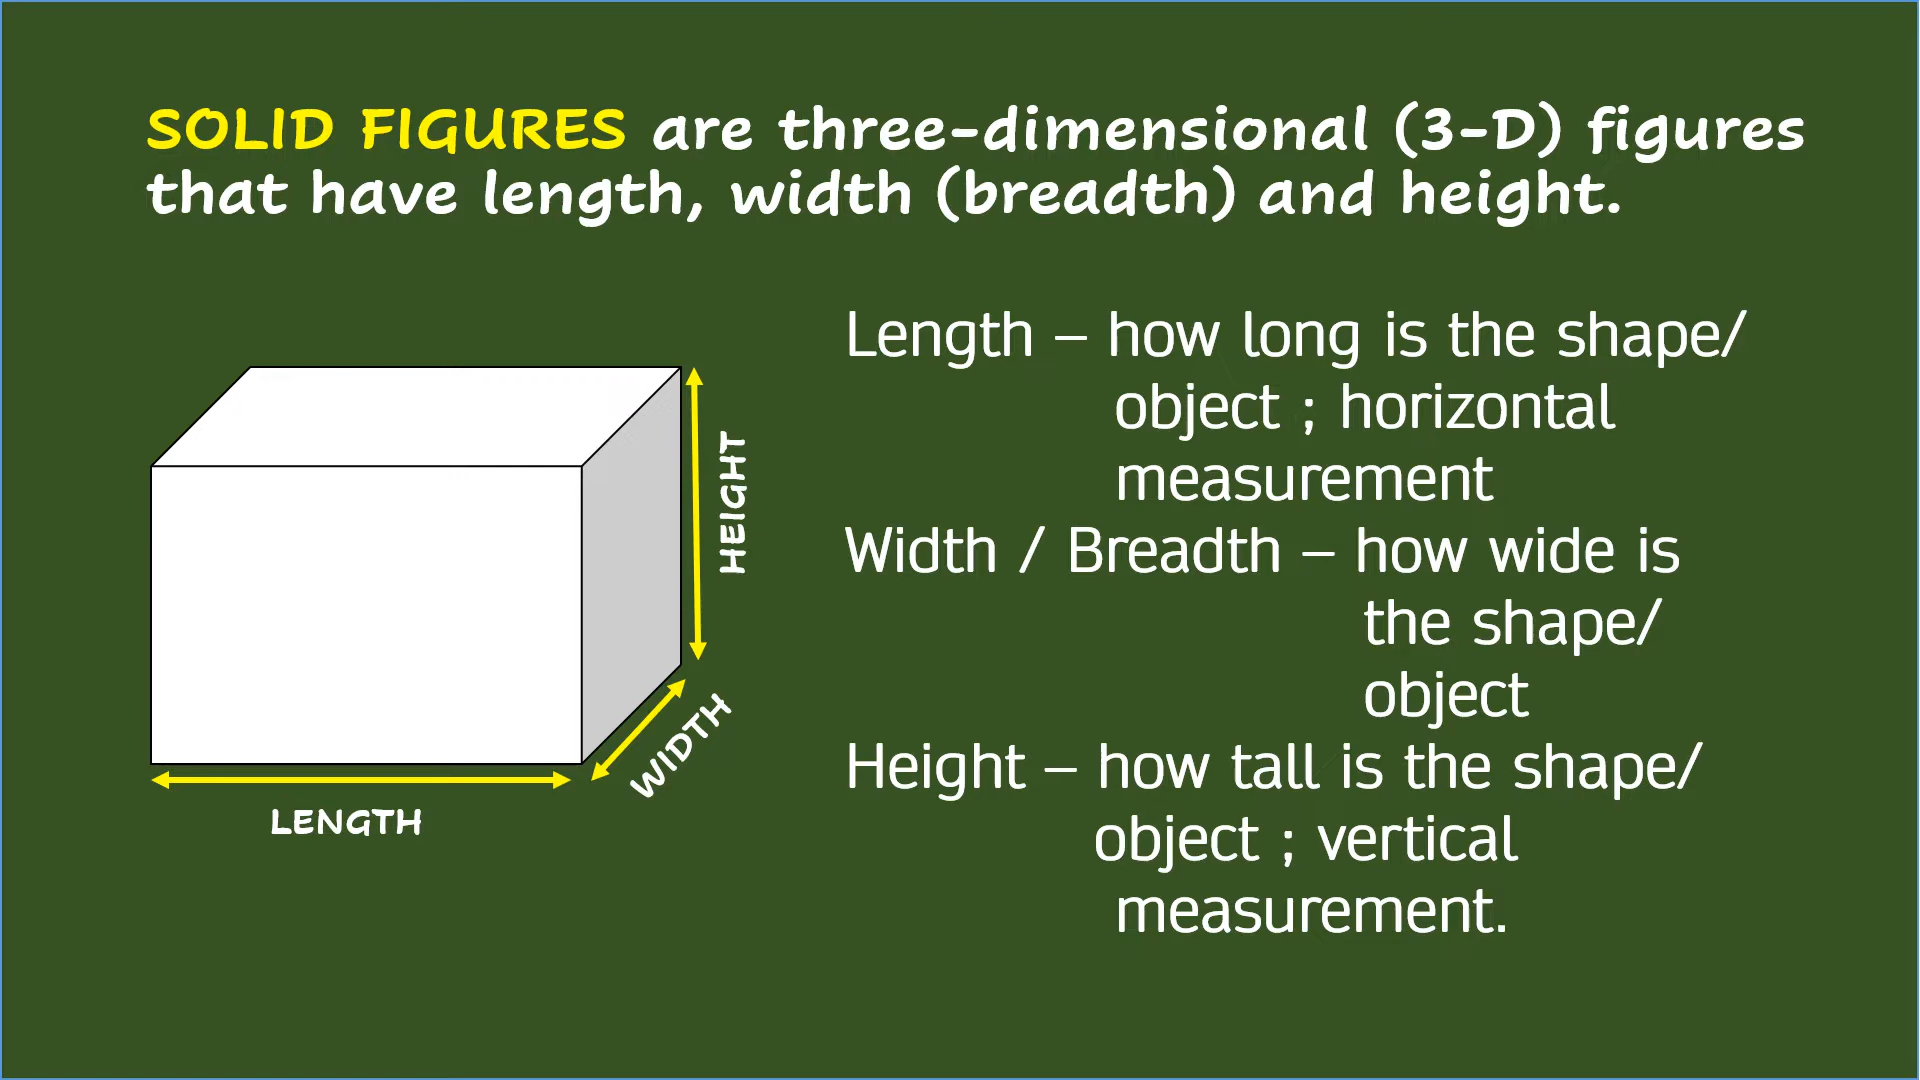 SOLID FIGURES are three-dimensional (3-D) figures
that have length, width (breadth) and height.
HEIGHT
WIDTH
LENGTH
Length – how long is the shape/
object ; horizontal
measurement
Width / Breadth – how wide is
the shape/
object
Height – how tall is the shape/
object ; vertical
measurement.